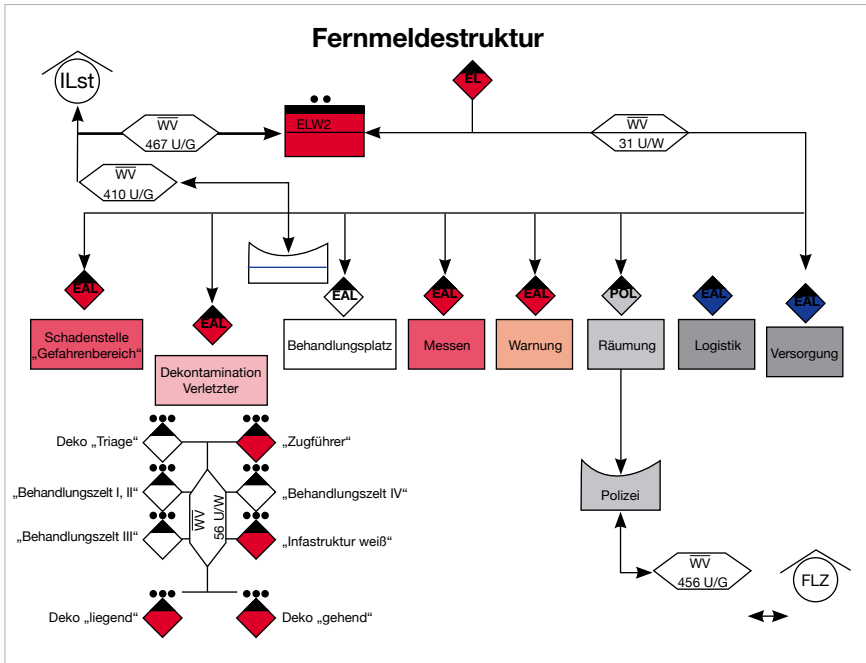 Fernmeldestruktur
ILst
EL
WV
467 U/G
ELW2
WV
31 U/W
WV
410 U/G
EAL
EAL
EAL
EAL
EAL
POL
EAL
EAL
Schadenstelle
„Gefahrenbereich“
Dekontamination
Verletzter
Behandlungsplatz
Messen
Warnung
Räumung
Logistik
Versorgung
Deko „Triage“
„Zugführer“
„Behandlungszelt I, II“
„Behandlungszelt IV“
WV
56 U/W
„Behandlungszelt III“
„Infastruktur weiß“
Deko „liegend“
Deko „gehend“
Polizei
WV
456 U/G
FLZ